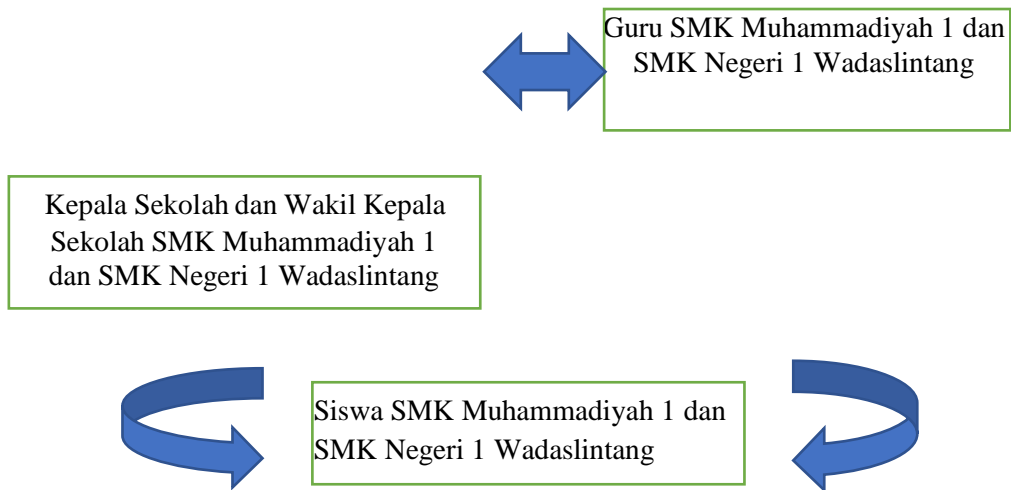 Guru SMK Muhammadiyah 1 dan
SMK Negeri 1 Wadaslintang
Kepala Sekolah dan Wakil Kepala
Sekolah SMK Muhammadiyah 1
dan SMK Negeri 1 Wadaslintang
Siswa SMK Muhammadiyah 1 dan
SMK Negeri 1 Wadaslintang